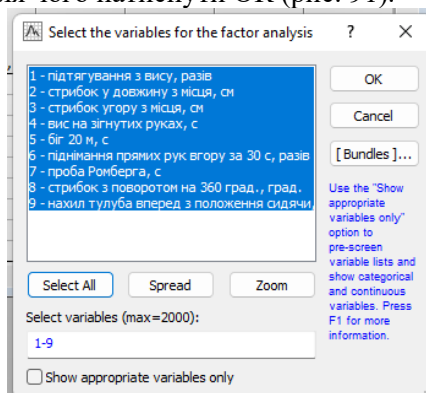 натиснути ОК (рис. 91).
Select the variables for the factor analysis ? ×
1 - підтягування з вису, разів
2 - стрибок у довжину з місця, см
3 - стрибок угору з місця, см
4 - вис на зігнутих руках, с
5 - біг 20 м, с
6 - піднімання прямих рук вгору за 30 с, разів
7 - проба Ромберга, с
8 - стрибок з поворотом на 360 град., град.
9 - нахил тулуба вперед з положення сидячи,
OK
Cancel
[ Bundles ]...
Use the "Show
appropriate
variables only"
option to
pre-screen
variable lists and
show categorical
and continuous
variables. Press
F1 for more
information.
Select All Spread Zoom
Select variables (max=2000):
1-9
Show appropriate variables only